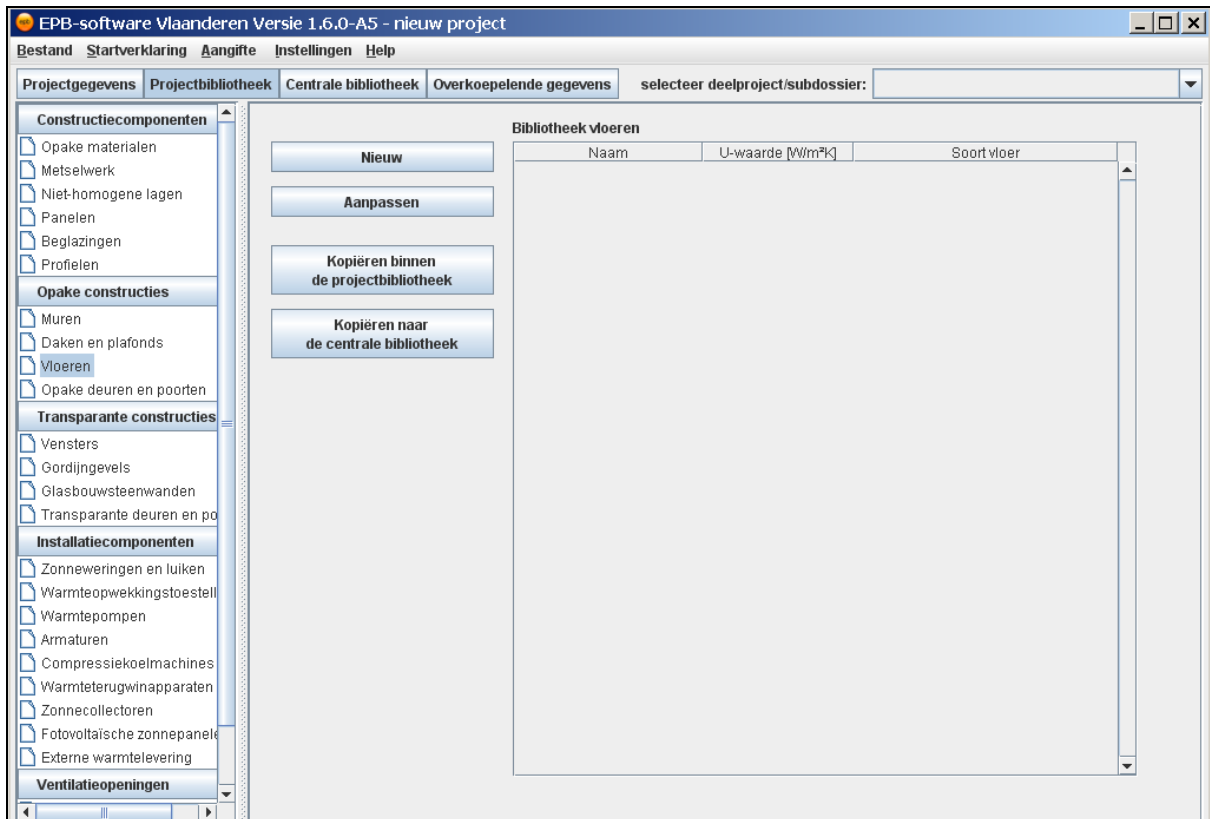 EPB-software Vlaanderen Versie 1.6.0-A5 - nieuw project
Bestand Startverklaring Aangifte Instellingen Help
Projectgegevens Projectbibliotheek Centrale bibliotheek Overkoepelende gegevens selecteer deelproject/subdossier:
Constructiecomponenten
Opake materialen
Metselwerk
Niet-homogene lagen
Panelen
Beglazingen
Profielen
Opake constructies
Muren
Daken en plafonds
Vloeren
Opake deuren en poorten
Transparante constructies
Vensters
Gordijngevels
Glasbouwsteenwanden
Transparante deuren en po
Installatiecomponenten
Zonneweringen en luiken
Warmteopwekkingstoestell
Warmtepompen
Armaturen
Compressiekoelmachines
Warmteterugwinapparaten
Zonnecollectoren
Fotovoltaïsche zonnepanele
Externe warmtelevering
Ventilatieopeningen
Nieuw
Aanpassen
Kopiëren binnen
de projectbibliotheek
Kopiëren naar
de centrale bibliotheek
Bibliotheek vloeren
Naam U-waarde [W/m²K] Soort vloer